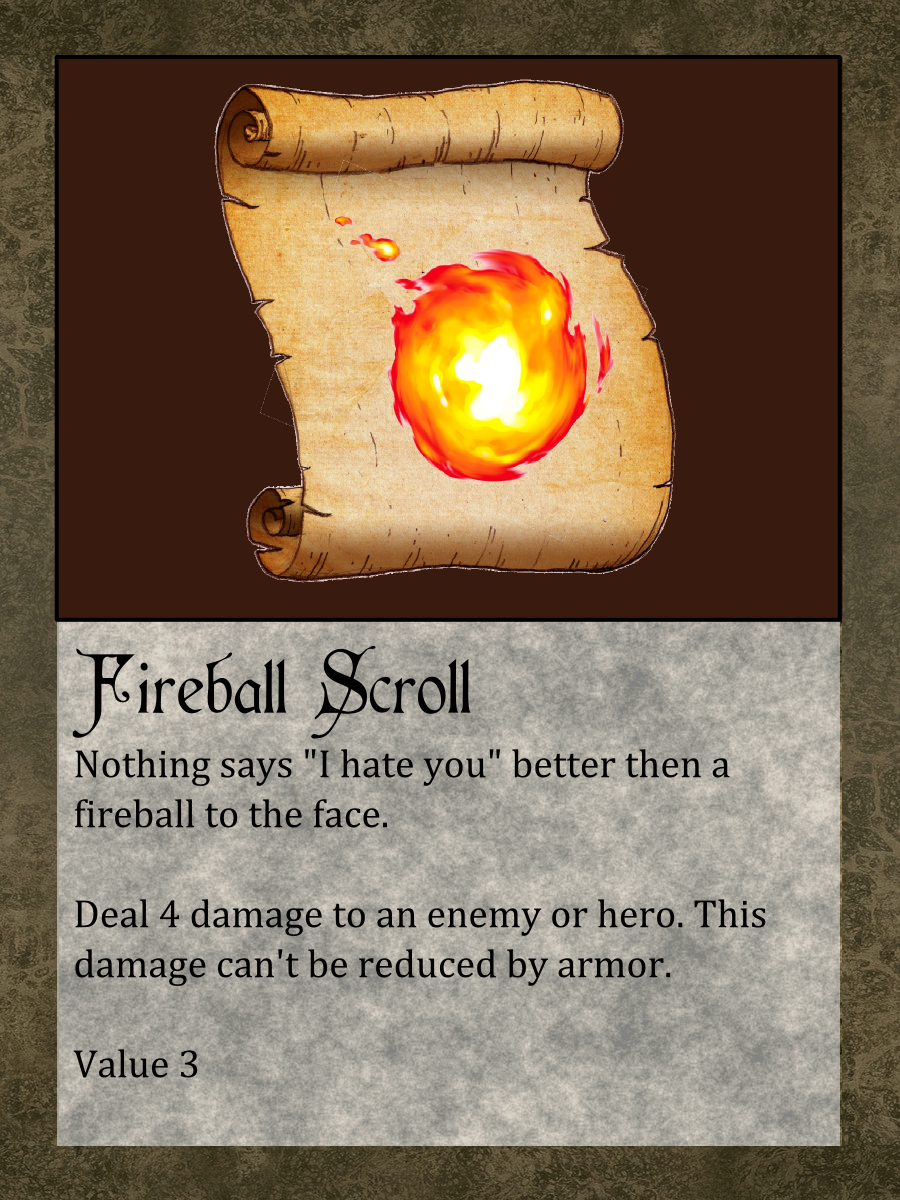 Fireball Scroll
Nothing says "I hate you" better then a
fireball to the face.
Deal 4 damage to an enemy or hero. This
damage can't be reduced by armor.
Value 3